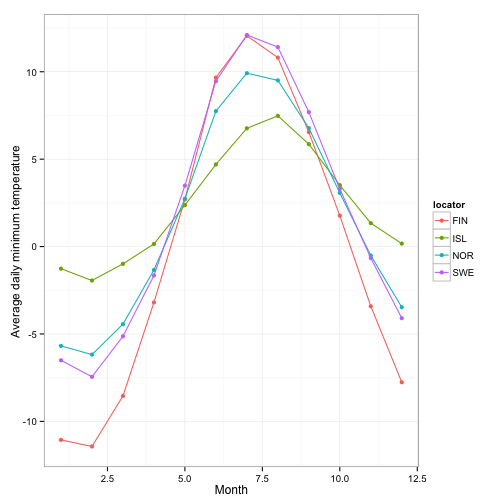 Average daily minimum temperature
10
5
0
-5
-10
2.5 5.0 7.5 10.0 12.5
Month
locator
FIN
ISL
NOR
SWE